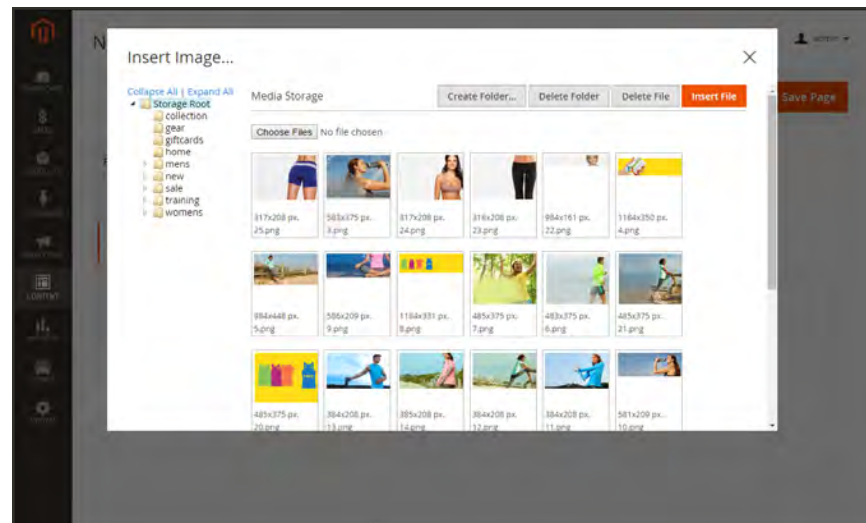 N
Insert Image...
Collapse All | Expand All
Storage Root
collection
gear
giftcards
home
mens
new
sale
training
womens
Media Storage
Create Folder...
Delete Folder
Delete File
Insert File
Save Page
Choose Files No file chosen
317x208 px. 583x375 px. 317x208 px. 316x208 px. 984x161 px. 1164x350 px.
25.png 3.png 24.png 23.png 22.png 4.png
984x448 px. 586x209 px. 1164x331 px. 485x375 px. 483x375 px. 485x375 px.
5.png 9.png 8.png 7.png 6.png 21.png
485x375 px. 384x208 px. 385x208 px. 384x208 px. 384x208 px. 581x209 px.
20.png 13.png 14.png 12.png 11.png 10.png
CONTENT